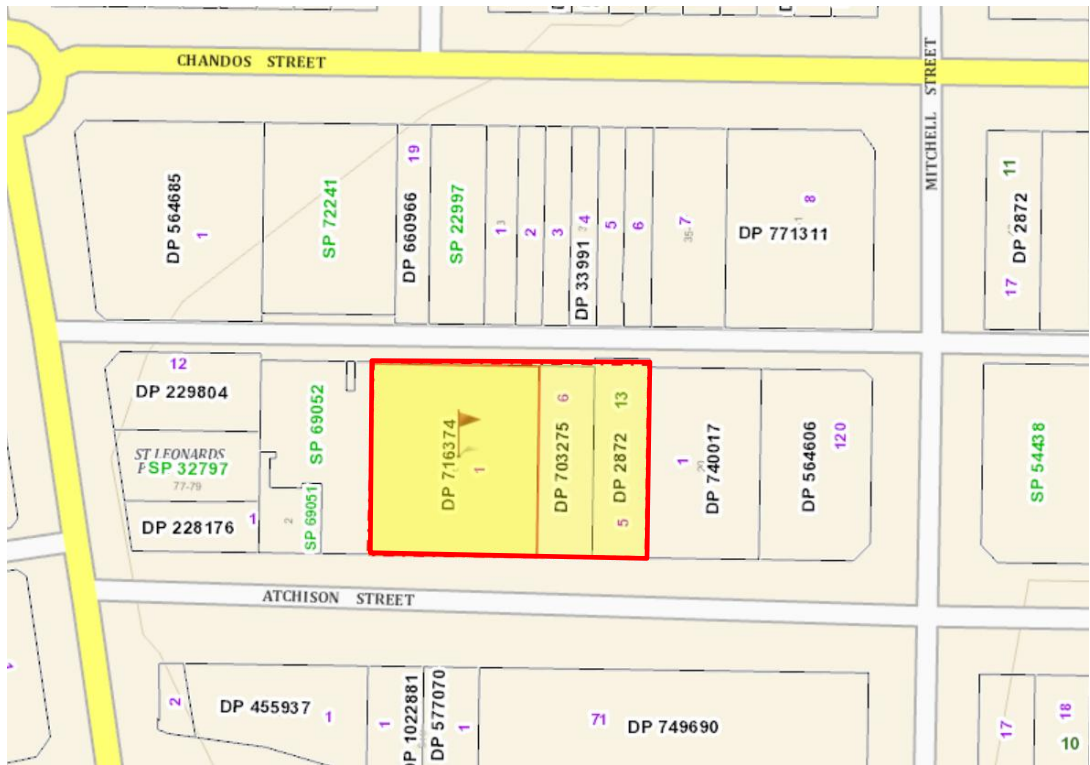 CHANDOS STREET
MITCHELL STREET
DP 564685
1
SP 72241
19
DP 660966
SP 22997
1
2
3
4
DP 33991
5
6
7
8
DP 771311
11
DP 2872
17
12
DP 229804
ST LEONARDS
SP 32797
77-79
DP 228176
1
SP 69052
2
SP 69051
DP 716374
1
6
DP 703275
13
DP 2872
5
1
DP 740017
DP 564606
120
SP 54438
ATCHISON STREET
2
DP 455937
1
1
DP 1022881
DP 577070
1
71
DP 749690
17
18
10